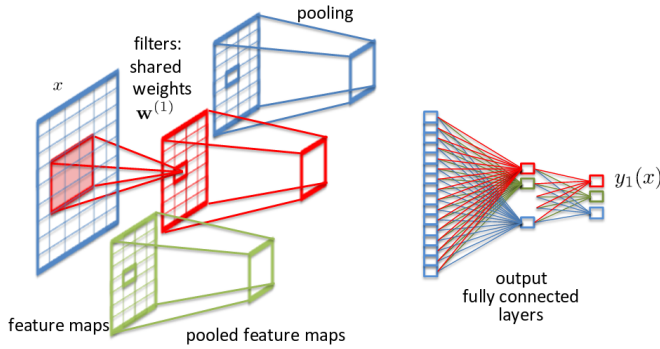 pooling
filters:
shared
weights
w⁽¹⁾
x
y₁(x)
feature maps
pooled feature maps
output
fully connected
layers